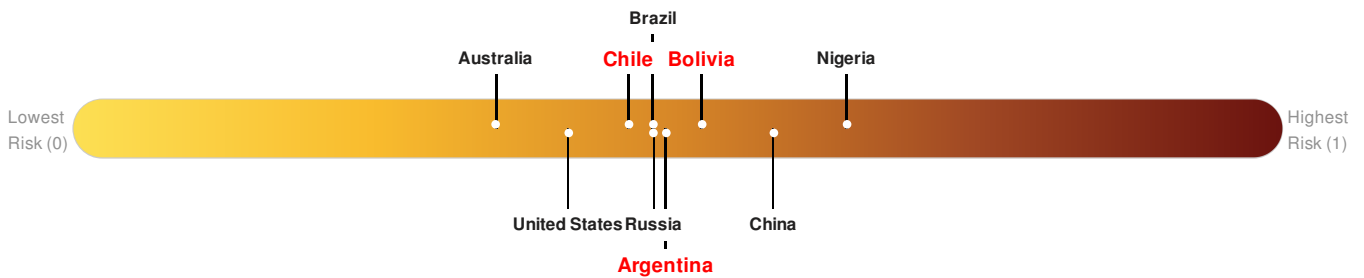 Brazil
Australia
Chile
Bolivia
Nigeria
Lowest
Risk (0)
Highest
Risk (1)
United States
Russia
China
Argentina